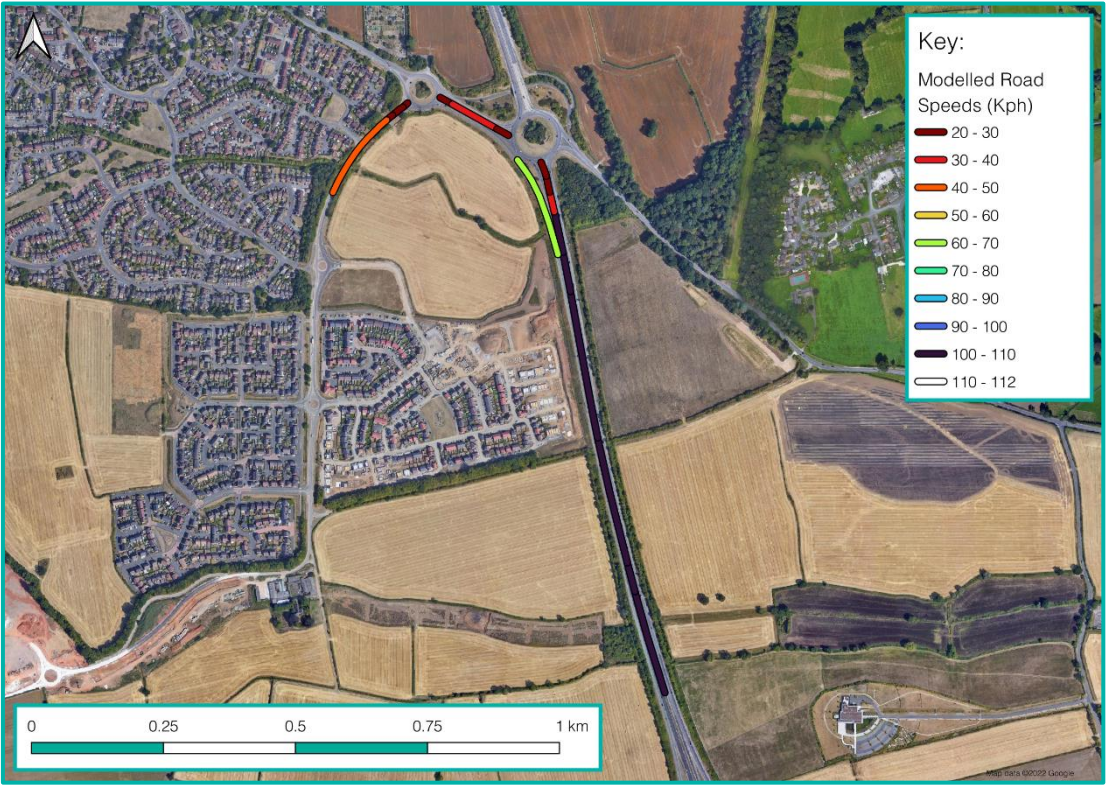 Key:
Modelled Road
Speeds (Kph)
20 - 30
30 - 40
40 - 50
50 - 60
60 - 70
70 - 80
80 - 90
90 - 100
100 - 110
110 - 112
0 0.25 0.5 0.75 1 km
Map data ©2022 Google